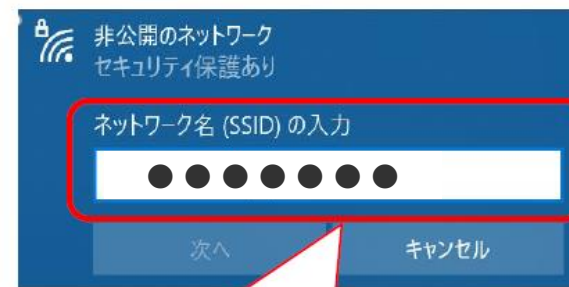 非公開のネットワーク
セキュリティ保護あり
ネットワーク名 (SSID) の入力
●●●●●●●
次へ キャンセル